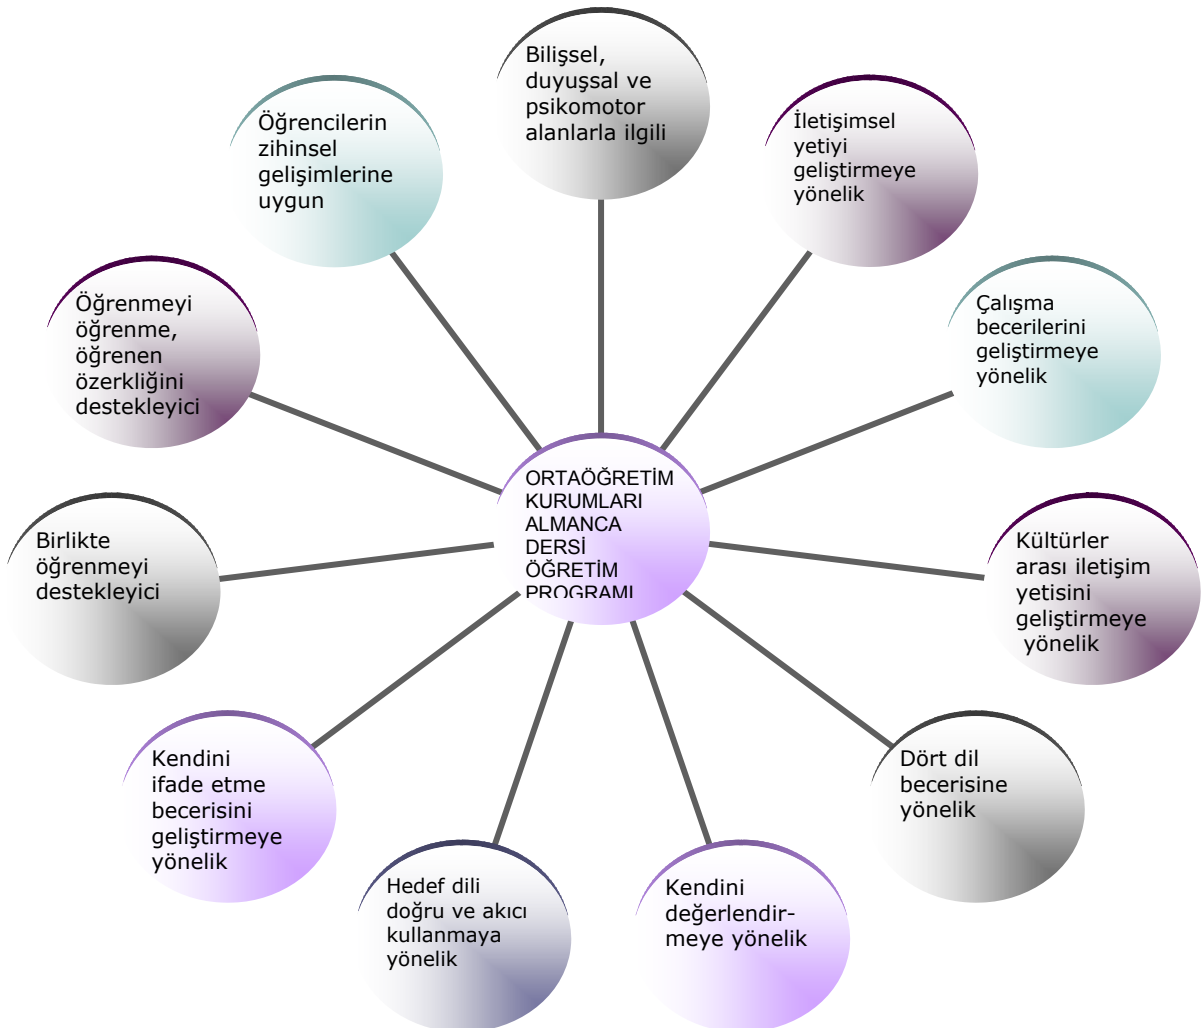 Bilişsel,
duyuşsal ve
psikomotor
alanlarla ilgili
İletişimsel
yetiyi
geliştirmeye
yönelik
Çalışma
becerilerini
geliştirmeye
yönelik
Kültürler
arası iletişim
yetisini
geliştirmeye
yönelik
Dört dil
becerisine
yönelik
Kendini
değerlendir-
meye yönelik
Hedef dili
doğru ve akıcı
kullanmaya
yönelik
Kendini
ifade etme
becerisini
geliştirmeye
yönelik
Birlikte
öğrenmeyi
destekleyici
Öğrenmeyi
öğrenme,
öğrenen
özerkliğini
destekleyici
Öğrencilerin
zihinsel
gelişimlerine
uygun
ORTAÖĞRETİM
KURUMLARI
ALMANCA
DERSİ
ÖĞRETİM
PROGRAMI